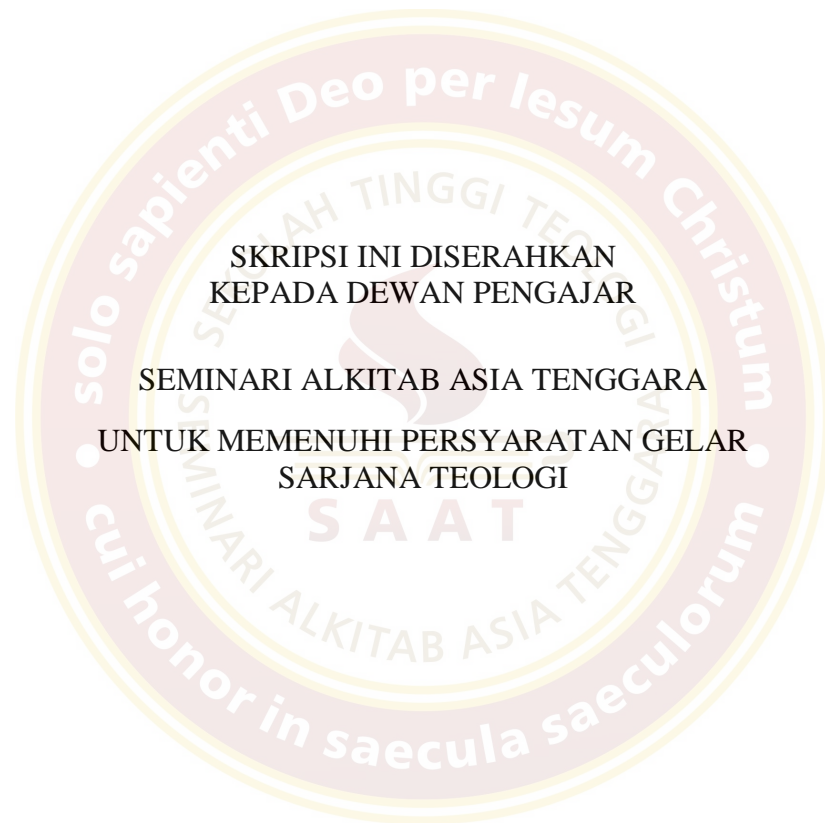 SKRIPSI INI DISERAHKAN
KEPADA DEWAN PENGAJAR
SEMINARI ALKITAB ASIA TENGGARA
UNTUK MEMENUHI PERSYARATAN GELAR
SARJANA TEOLOGI
solo sapienti Deo per Iesum Christum
cui honor in saecula saeculorum
SEKOLAH TINGGI TEOLOGI
SEMINARI ALKITAB ASIA TENGGARA
SAAT